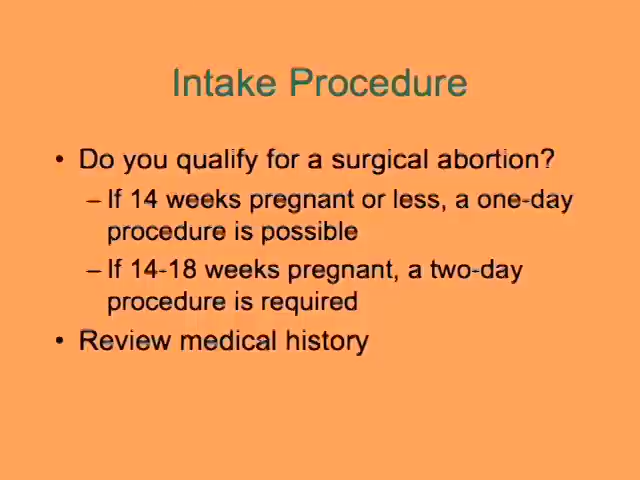 Intake Procedure
• Do you qualify for a surgical abortion?
– If 14 weeks pregnant or less, a one-day
procedure is possible
– If 14-18 weeks pregnant, a two-day
procedure is required
• Review medical history